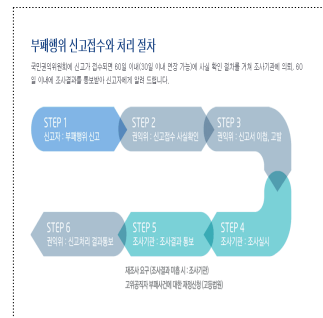 부패행위 신고접수와 처리 절차
국민권익위원회에 신고가 접수되면 60일 이내(30일 이내 연장 가능)에 사실 확인 절차를 거쳐 조사기관에 의뢰, 60
일 이내에 조사결과를 통보받아 신고자에게 알려 드립니다.
STEP 1
신고자 : 부패행위 신고
STEP 2
권익위 : 신고접수 사실확인
STEP 3
권익위 : 신고서 이첩, 고발
STEP 4
조사기관 : 조사실시
STEP 5
조사기관 : 조사결과 통보
STEP 6
권익위 : 신고처리 결과통보
재조사 요구 (조사결과 미흡 시 : 조사기관)
고위공직자 부패사건에 대한 재정신청 (고등법원)